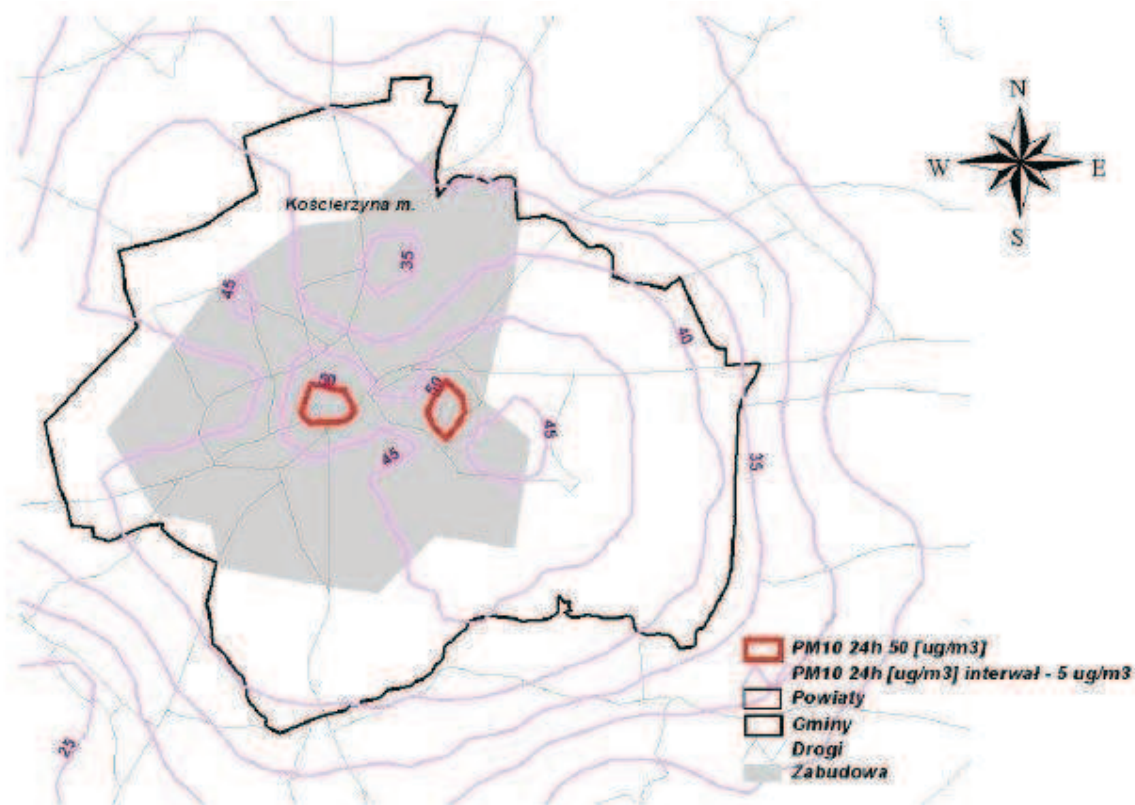 N
W E
S
Kościerzyna m.
35
45
40
50
50
45
45
35
25
PM10 24h 50 [ug/m3]
PM10 24h [ug/m3] interwał - 5 ug/m3
Powiaty
Gminy
Drogi
Zabudowa